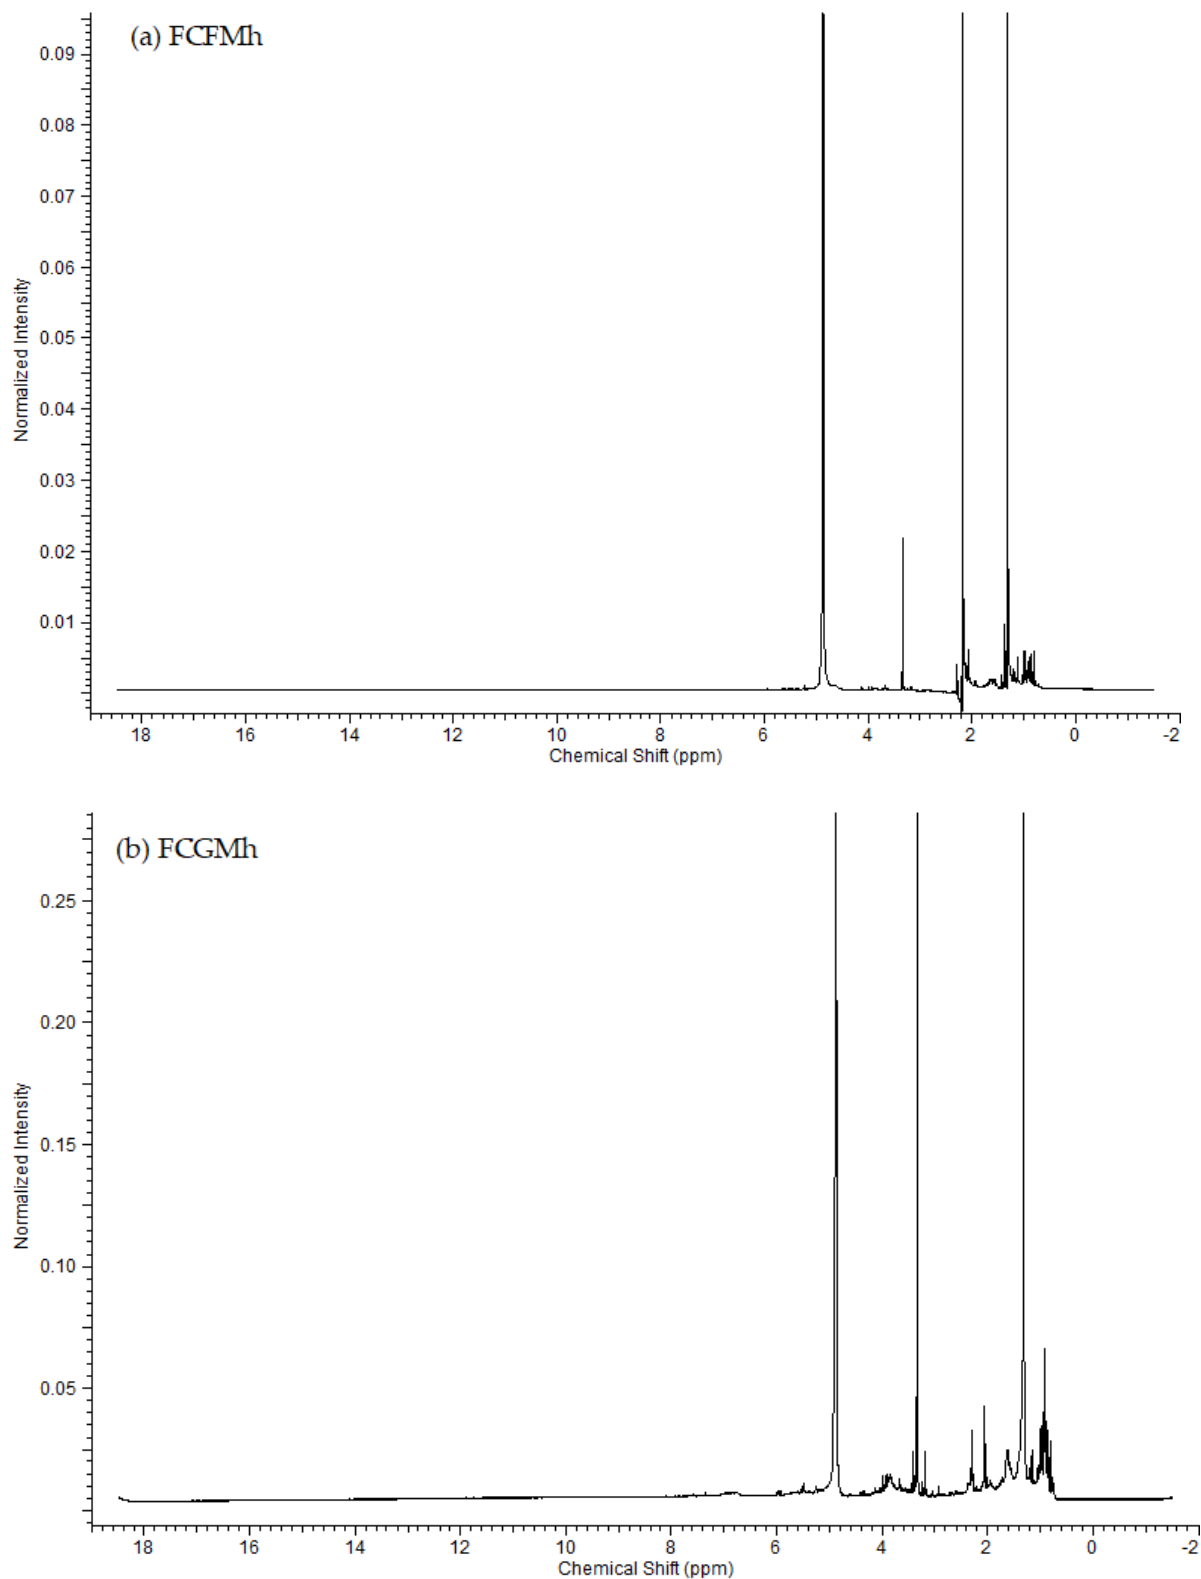 (a) FCFMh
0.09
0.08
0.07
0.06
0.05
0.04
0.03
0.02
0.01
Normalized Intensity
18 16 14 12 10 8 6 4 2 0 -2
Chemical Shift (ppm)
(b) FCGMh
0.25
0.20
0.15
0.10
0.05
Normalized Intensity
18 16 14 12 10 8 6 4 2 0 -2
Chemical Shift (ppm)